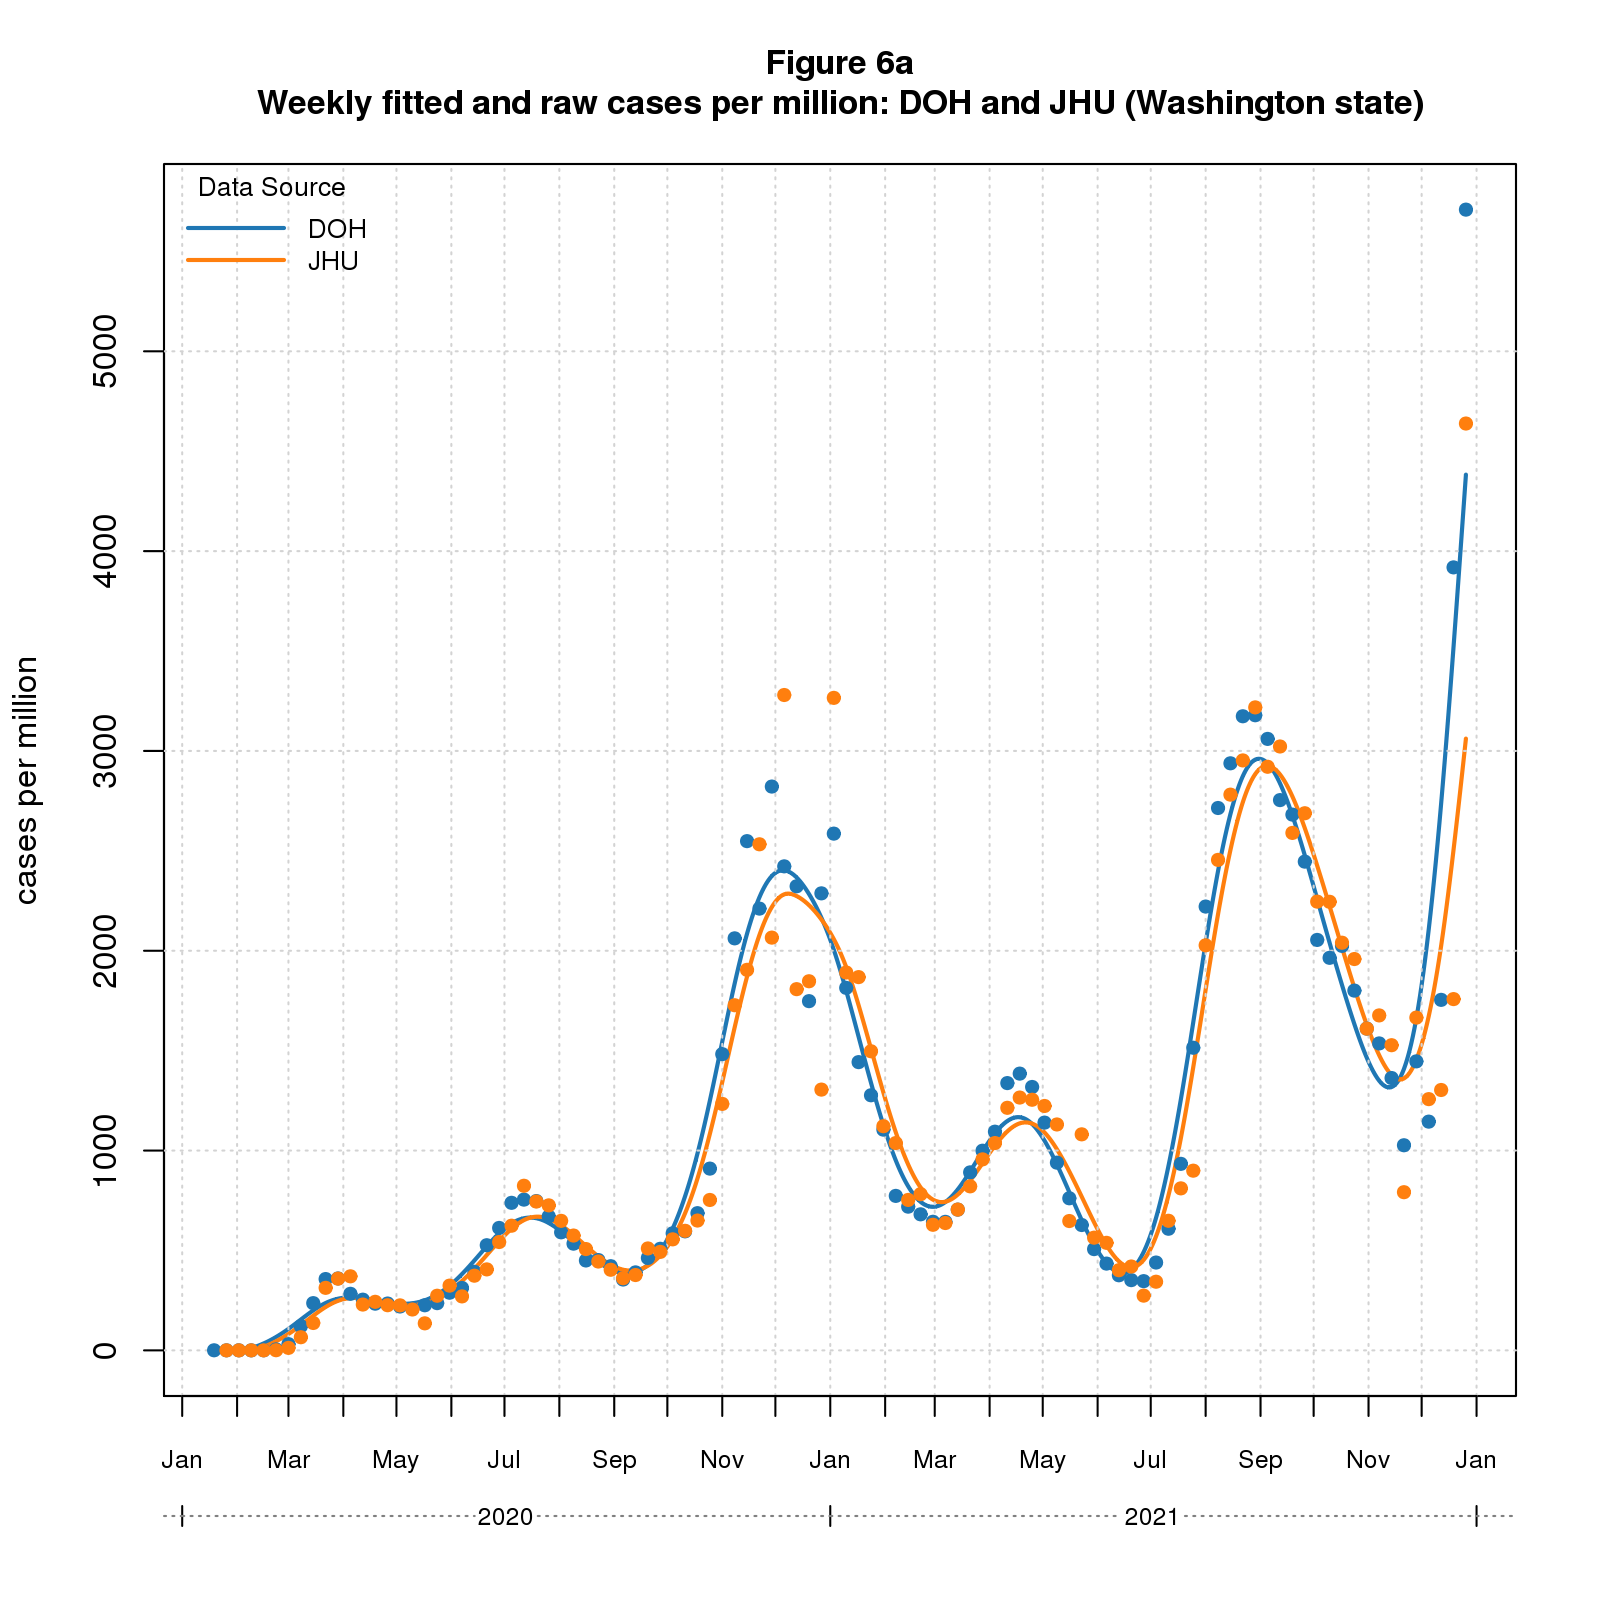 Figure 6a
Weekly fitted and raw cases per million: DOH and JHU (Washington state)
Data Source
DOH
JHU
cases per million
5000
4000
3000
2000
1000
0
Jan Mar May Jul Sep Nov Jan Mar May Jul Sep Nov Jan
2020 2021